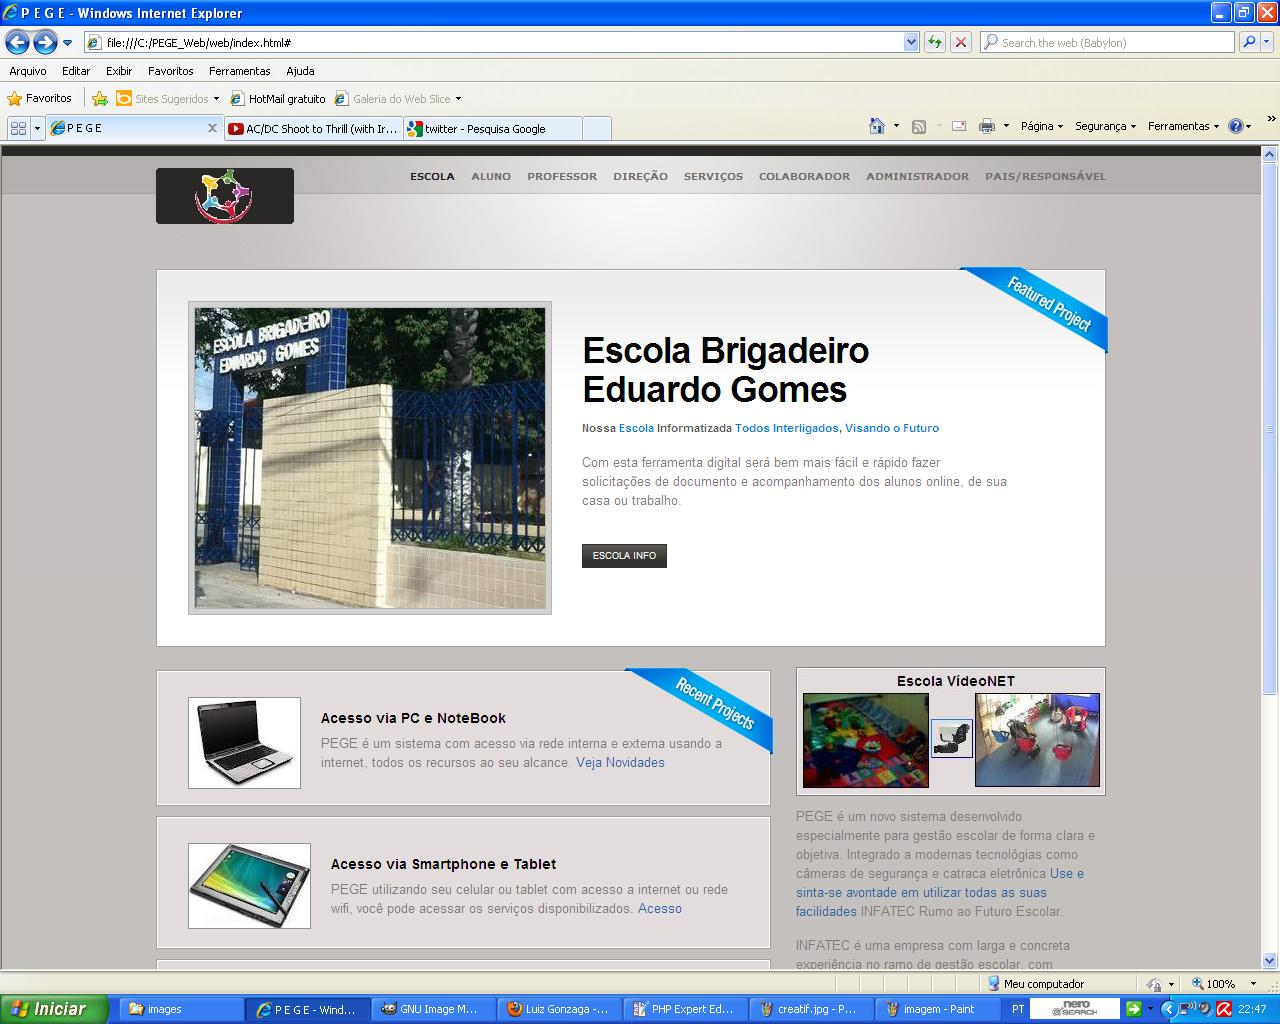 P E G E - Windows Internet Explorer
file:///C:/PEGE_Web/web/index.html#
Search the web (Babylon)
Arquivo Editar Exibir Favoritos Ferramentas Ajuda
Favoritos Sites Sugeridos HotMail gratuito Galeria do Web Slice
P E G E AC/DC Shoot to Thrill (with Ir... twitter - Pesquisa Google Página Segurança Ferramentas
ESCOLA ALUNO PROFESSOR DIREÇÃO SERVIÇOS COLABORADOR ADMINISTRADOR PAIS/RESPONSÁVEL
Featured Project
ESCOLA BRIGADEIRO
EDUARDO GOMES
Escola Brigadeiro
Eduardo Gomes
Nossa Escola Informatizada Todos Interligados, Visando o Futuro
Com esta ferramenta digital será bem mais fácil e rápido fazer
solicitações de documento e acompanhamento dos alunos online, de sua
casa ou trabalho.
ESCOLA INFO
Recent Projects
Acesso via PC e NoteBook
PEGE é um sistema com acesso via rede interna e externa usando a
internet, todos os recursos ao seu alcance. Veja Novidades
Acesso via Smartphone e Tablet
PEGE utilizando seu celular ou tablet com acesso a internet ou rede
wifi, você pode acessar os serviços disponibilizados. Acesso
Escola VídeoNET
PEGE é um novo sistema desenvolvido
especialmente para gestão escolar de forma clara e
objetiva. Integrado a modernas tecnológias como
câmeras de segurança e catraca eletrônica Use e
sinta-se avontade em utilizar todas as suas
facilidades INFATEC Rumo ao Futuro Escolar.
INFATEC é uma empresa com larga e concreta
experiência no ramo de gestão escolar, com
Meu computador 100%
Iniciar images P E G E - Wind... GNU Image M... Luiz Gonzaga -... PHP Expert Ed... creatif.jpg - P... imagem - Paint PT nero SEARCH 22:47